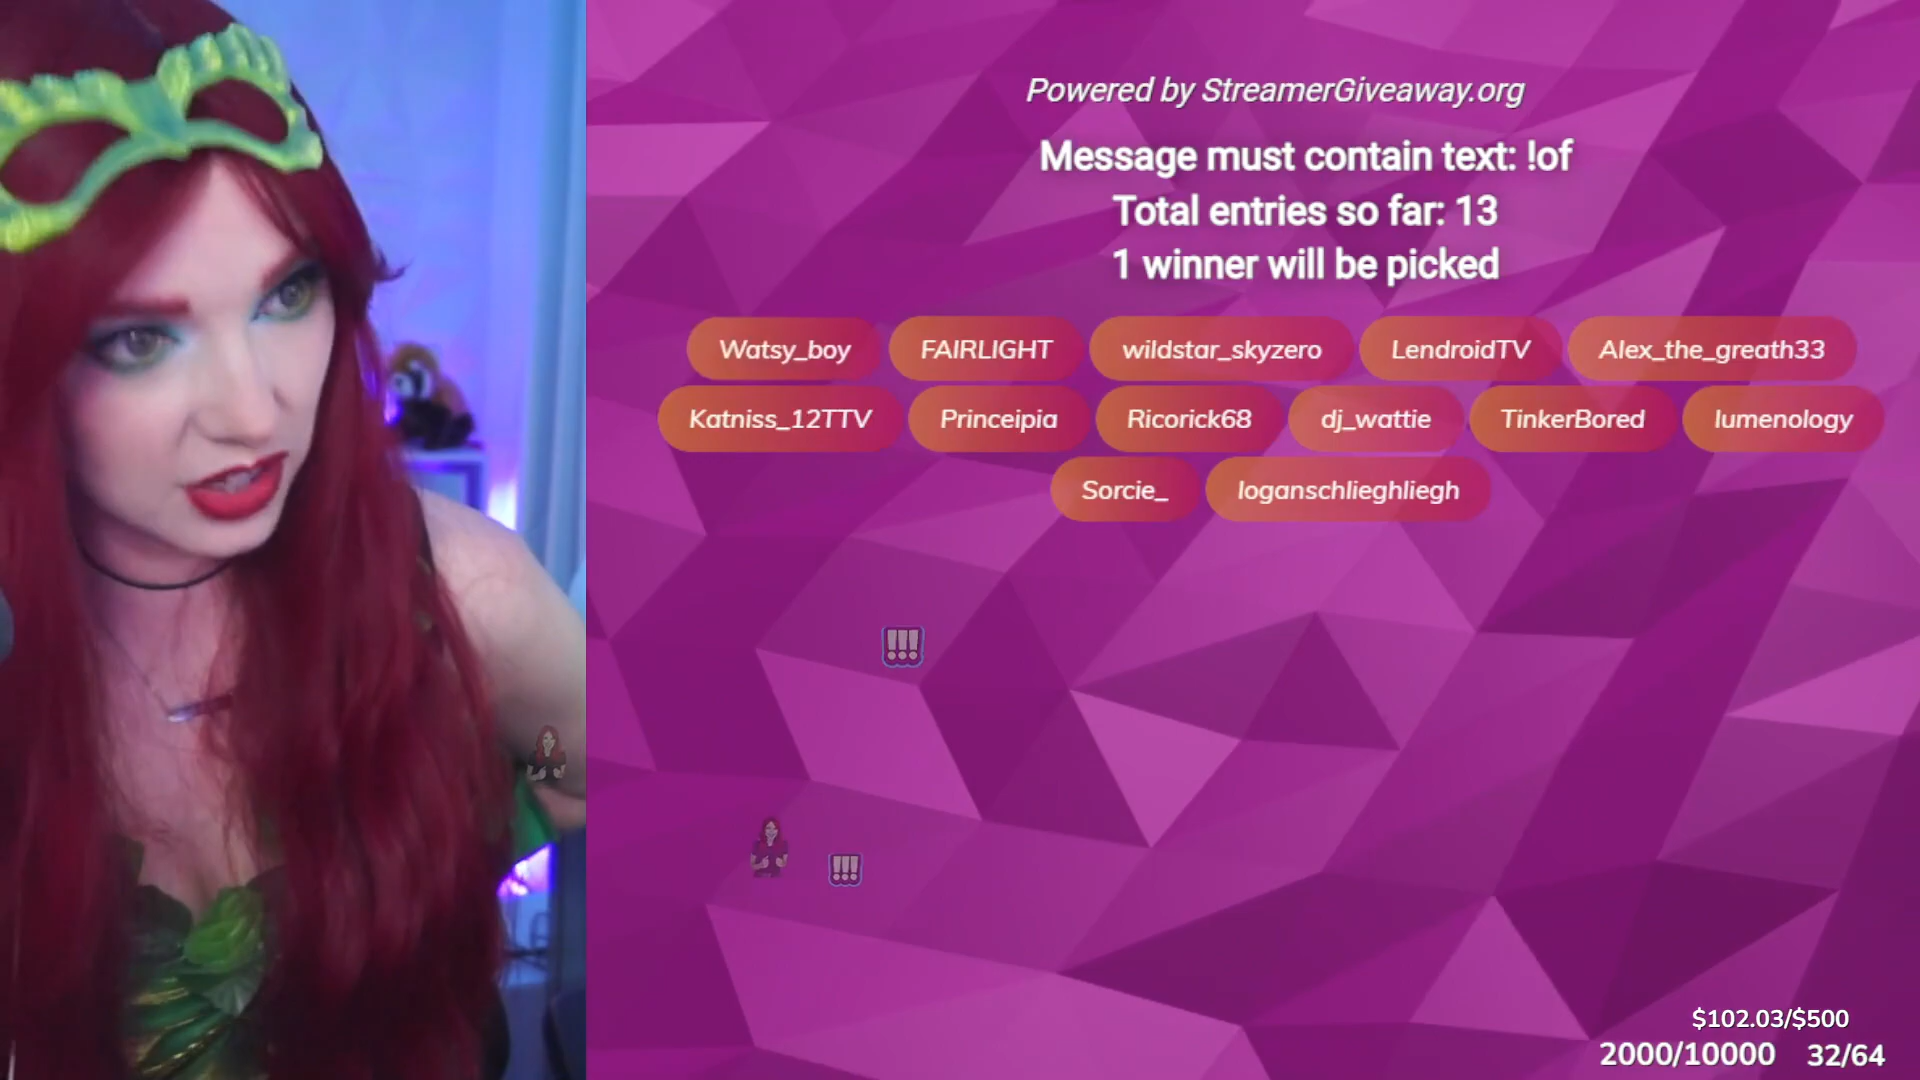 Powered by StreamerGiveaway.org
Message must contain text: !of
Total entries so far: 13
1 winner will be picked
Watsy_boy FAIRLIGHT wildstar_skyzero LendroidTV Alex_the_greath33
Katniss_12TTV Princeipia Ricorick68 dj_wattie TinkerBored lumenology
Sorcie_ loganschlieghliegh
!!!
!!!
$102.03/$500
2000/10000 32/64